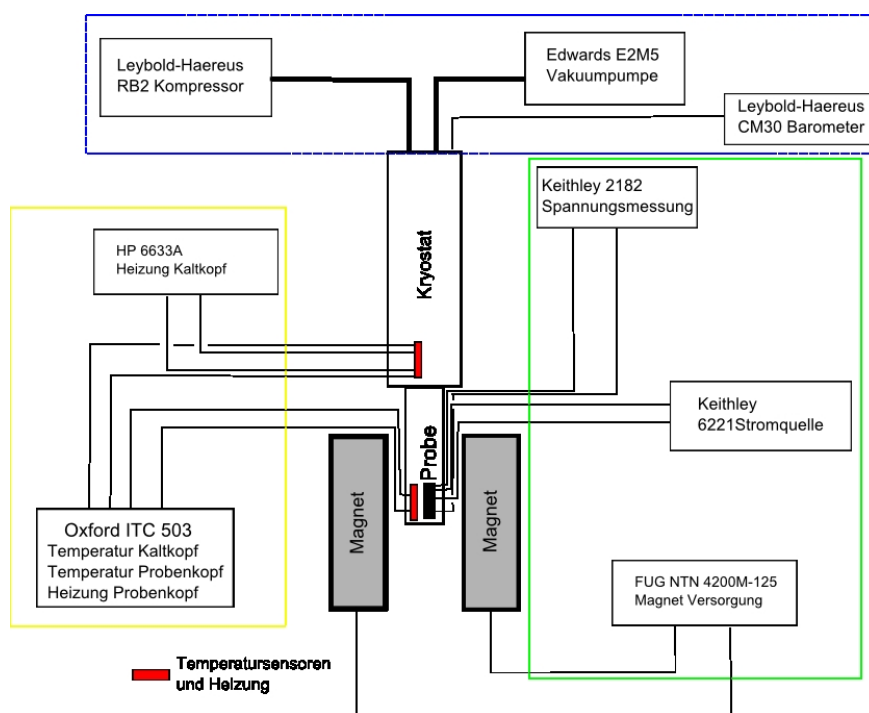 Leybold-Haereus
RB2 Kompressor
Edwards E2M5
Vakuumpumpe
Leybold-Haereus
CM30 Barometer
Keithley 2182
Spannungsmessung
HP 6633A
Heizung Kaltkopf
Kryostat
Keithley
6221Stromquelle
Probe
Magnet
Magnet
Oxford ITC 503
Temperatur Kaltkopf
Temperatur Probenkopf
Heizung Probenkopf
FUG NTN 4200M-125
Magnet Versorgung
Temperatursensoren
und Heizung